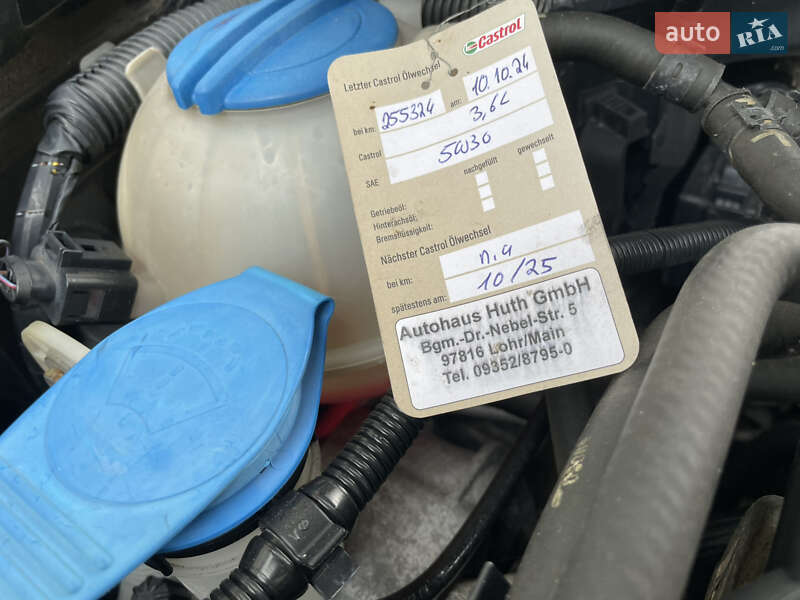 auto RIA
.com
Castrol
Letzter Castrol Ölwechsel
bei km: 255324 am: 10.10.24
Castrol 3,6L
SAE 5W30
nachgefüllt gewechselt
Getriebeöl:
Hinterachsöl:
Bremsflüssigkeit:
Nächster Castrol Ölwechsel
bei km: n.a
spätestens am: 10/25
Autohaus Huth GmbH
Bgm.-Dr.-Nebel-Str. 5
97816 Lohr/Main
Tel. 09352/8795-0